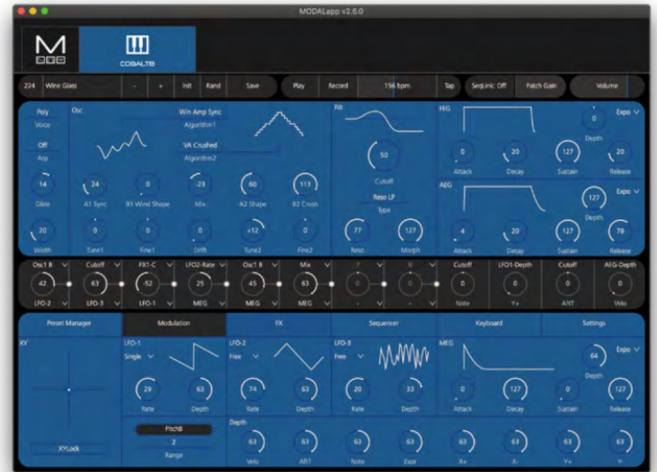 MODALapp v2.6.0
M
COBALT8
224 Wine Glass - + Init Rand Save Play Record 156 bpm Tap SeqLink: Off Patch Gain Volume
Poly
Voice
Off
Arp
14
Glide
20
Width
Osc
Win Amp Sync
Algorithm1
VA Crushed
Algorithm2
24 0 -23 60 113
A1 Sync B1 Wind Shape Mix A2 Shape B2 Crush
0 0 0 +12 0
Tune1 Fine1 Drift Tune2 Fine2
Filt
50
Cutoff
Reso LP
Type
77 127
Reso Morph
0
Depth
Expo
0 20 127 20
Attack Decay Sustain Release
AEG
127
Depth
Expo
4 20 127 78
Attack Decay Sustain Release
Osc1 B Cutoff FX1-C LFO2-Rate Osc1 B Mix - - Cutoff LFO1-Depth Cutoff AEG-Depth
42 63 -52 25 45 63 0 0 0 0 0 0
LFO-2 LFO-3 LFO-1 MEG MEG MEG - - Note Y+ AftT Velo
Preset Manager Modulation FX Sequencer Keyboard Settings
XY
XYLock
LFO-1
Single
29 63
Rate Depth
LFO-2
Free
74 63
Rate Depth
LFO-3
Free
20 33
Rate Depth
MEG
64
Depth
Expo
0 127 0 127
Attack Decay Sustain Release
PitchB
2
Range
Depth
63 63 63 63 63 63 63 63
Velo AftT Note Expr X+ X- Y+ Y-